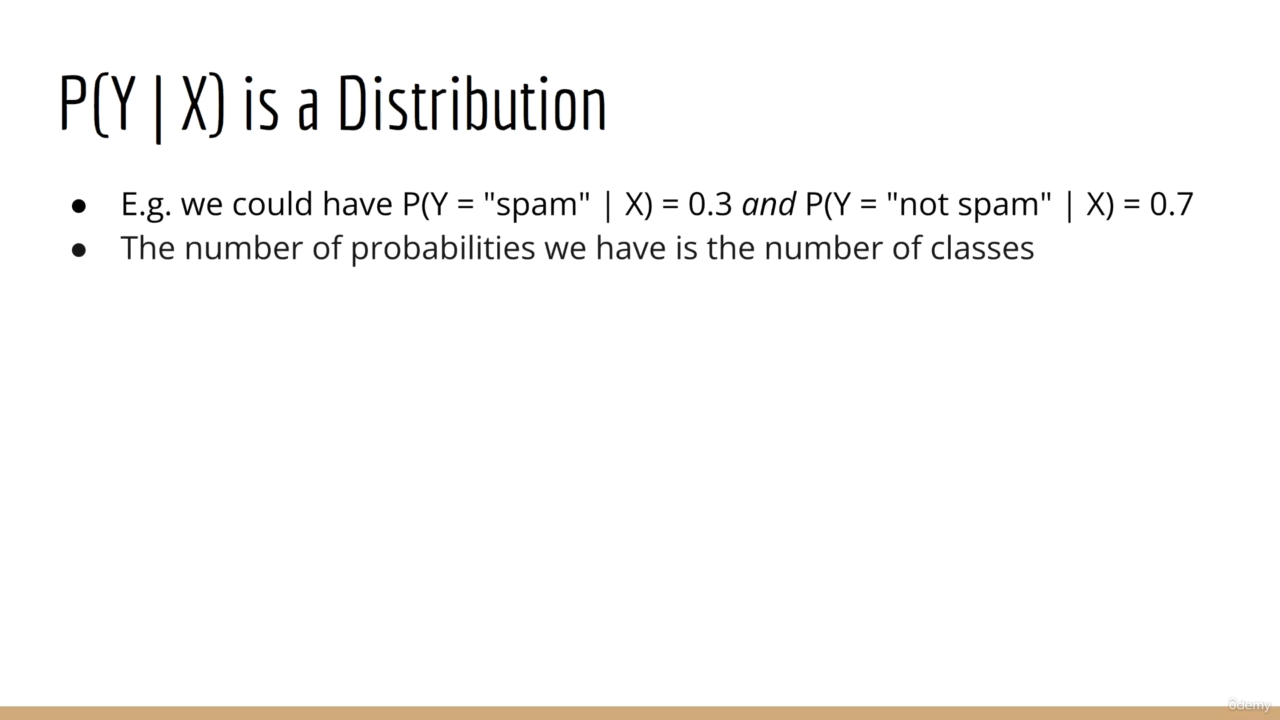 P(Y | X) is a Distribution
● E.g. we could have P(Y = "spam" | X) = 0.3 and P(Y = "not spam" | X) = 0.7
● The number of probabilities we have is the number of classes
ûdemy